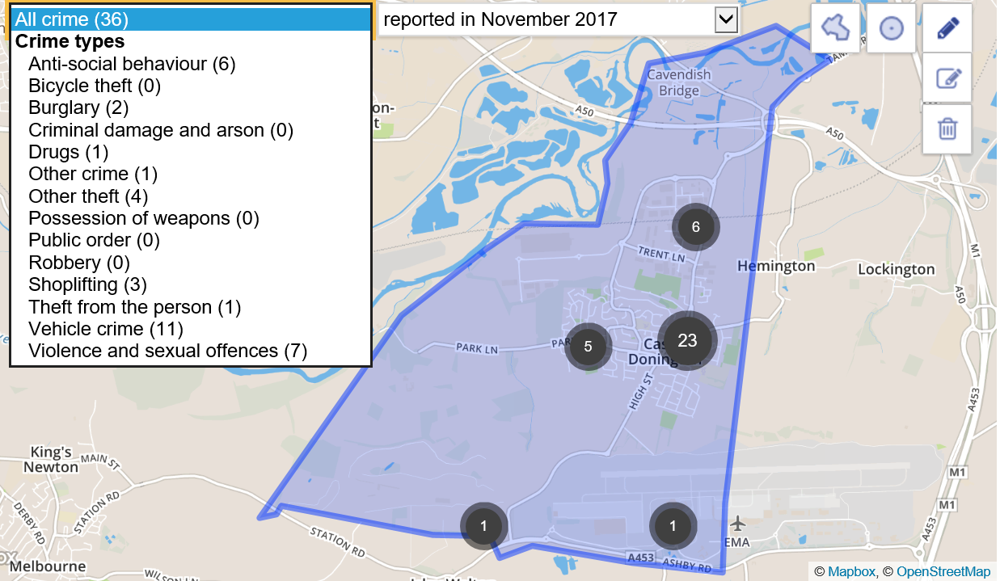 All crime (36)
reported in November 2017
Crime types
Anti-social behaviour (6)
Bicycle theft (0)
Burglary (2)
Criminal damage and arson (0)
Drugs (1)
Other crime (1)
Other theft (4)
Possession of weapons (0)
Public order (0)
Robbery (0)
Shoplifting (3)
Theft from the person (1)
Vehicle crime (11)
Violence and sexual offences (7)
Cavendish
Bridge
A50
A50
6
TRENT LN
Hemington
Lockington
M1
A50
PARK LN
5
23
HIGH ST
A453
King's
Newton
MAIN ST
STATION RD
DERBY RD
M1
M1
A453
1
1
STATION RD
EMA
A453
ASHBY RD
Melbourne
© Mapbox, © OpenStreetMap